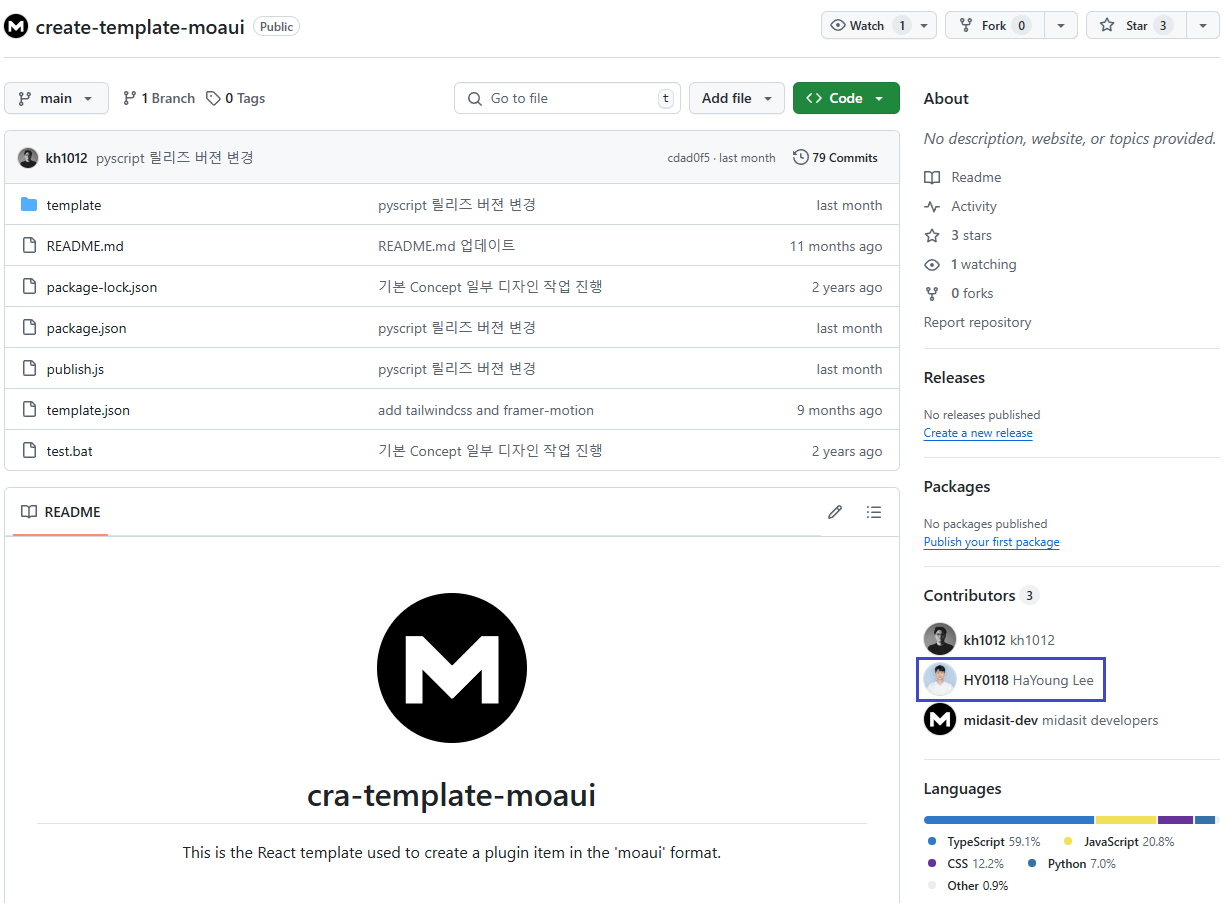 create-template-moaui Public Watch 1 Fork 0 Star 3
main 1 Branch 0 Tags Go to file t Add file Code
kh1012 pyscript 릴리즈 버젼 변경 cdad0f5 · last month 79 Commits
template pyscript 릴리즈 버젼 변경 last month
README.md README.md 업데이트 11 months ago
package-lock.json 기본 Concept 일부 디자인 작업 진행 2 years ago
package.json pyscript 릴리즈 버젼 변경 last month
publish.js pyscript 릴리즈 버젼 변경 last month
template.json add tailwindcss and framer-motion 9 months ago
test.bat 기본 Concept 일부 디자인 작업 진행 2 years ago
README
M
cra-template-moaui
This is the React template used to create a plugin item in the 'moaui' format.
About
No description, website, or topics provided.
Readme
Activity
3 stars
1 watching
0 forks
Report repository
Releases
No releases published
Create a new release
Packages
No packages published
Publish your first package
Contributors 3
kh1012 kh1012
HY0118 HaYoung Lee
midasit-dev midasit developers
Languages
TypeScript 59.1% JavaScript 20.8%
CSS 12.2% Python 7.0%
Other 0.9%